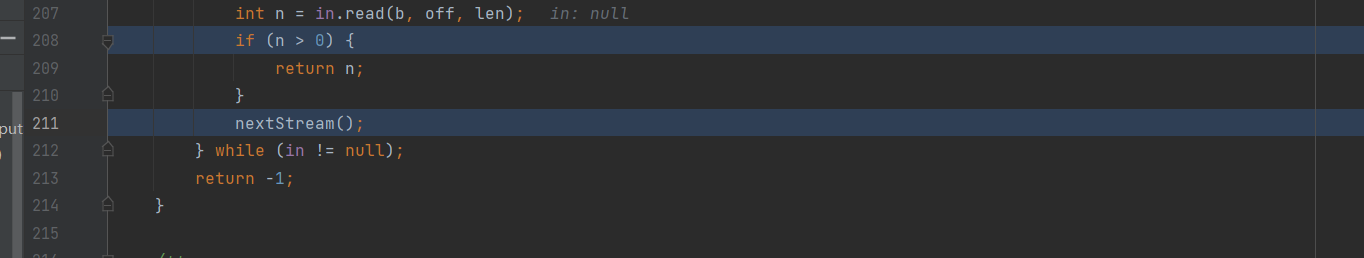 207 int n = in.read(b, off, len); in: null
208 if (n > 0) {
209 return n;
210 }
put 211 nextStream();
212 } while (in != null);
213 return -1;
214 }
215